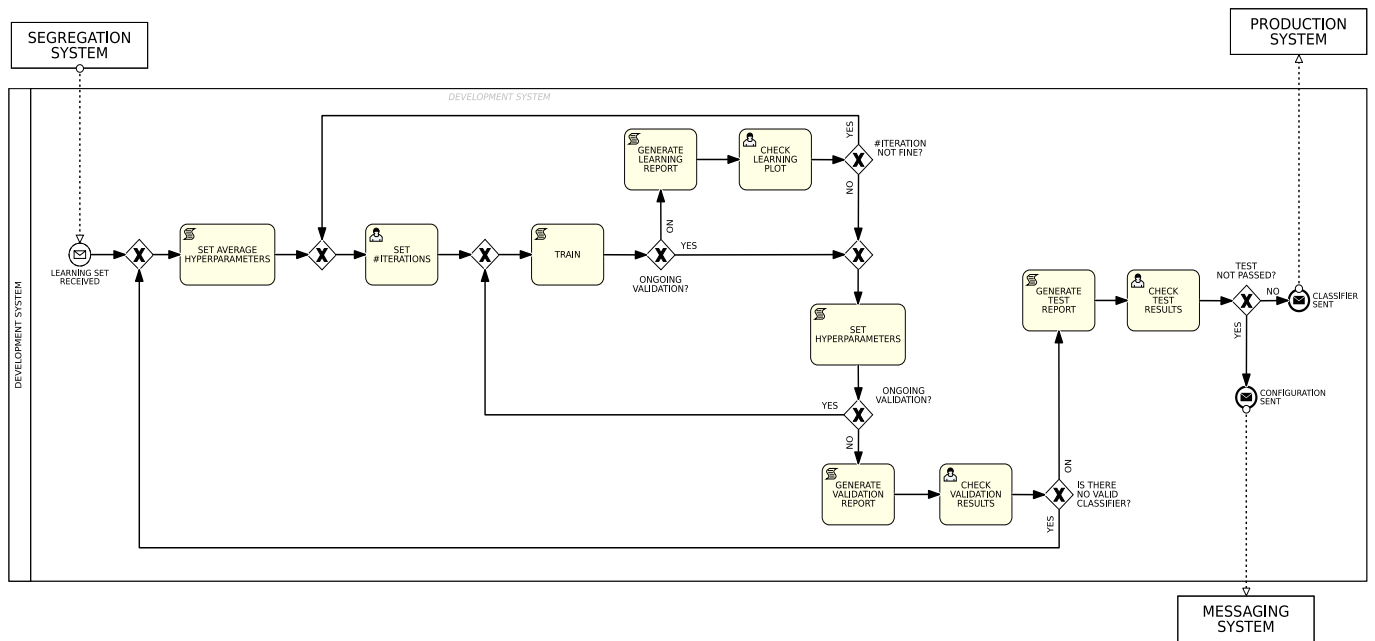 SEGREGATION
SYSTEM
PRODUCTION
SYSTEM
DEVELOPMENT SYSTEM
DEVELOPMENT SYSTEM
LEARNING SET
RECEIVED
SET AVERAGE
HYPERPARAMETERS
SET
#ITERATIONS
TRAIN
ONGOING
VALIDATION?
NO
YES
GENERATE
LEARNING
REPORT
CHECK
LEARNING
PLOT
YES
#ITERATION
NOT FINE?
NO
SET
HYPERPARAMETERS
ONGOING
VALIDATION?
YES
NO
GENERATE
VALIDATION
REPORT
CHECK
VALIDATION
RESULTS
NO
IS THERE
NO VALID
CLASSIFIER?
YES
GENERATE
TEST
REPORT
CHECK
TEST
RESULTS
TEST
NOT PASSED?
NO
CLASSIFIER
SENT
YES
CONFIGURATION
SENT
MESSAGING
SYSTEM